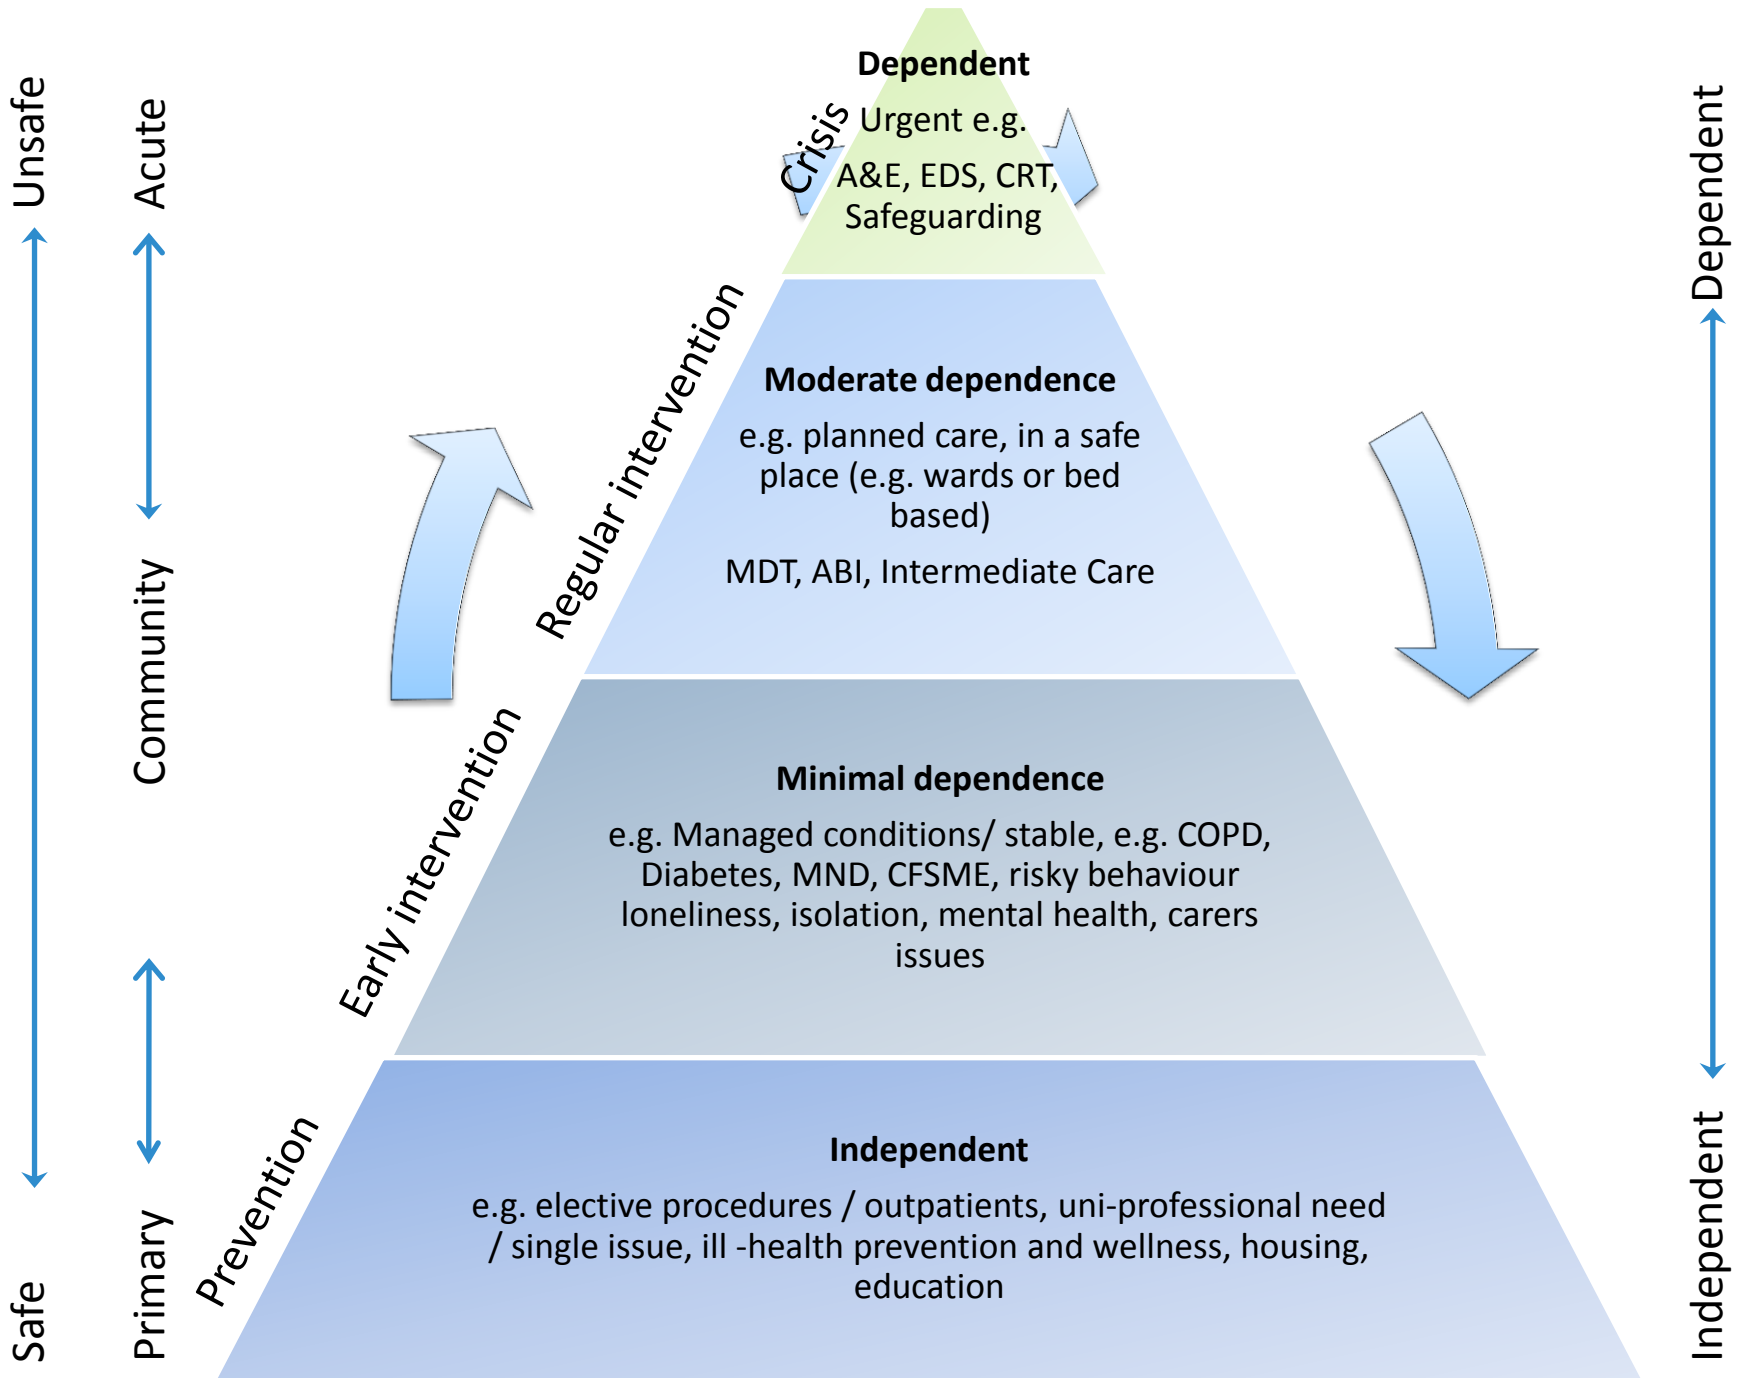 Unsafe
Safe
Acute
Community
Primary
Crisis
Regular intervention
Early intervention
Prevention
Dependent
Urgent e.g.
A&E, EDS, CRT,
Safeguarding
Moderate dependence
e.g. planned care, in a safe
place (e.g. wards or bed
based)
MDT, ABI, Intermediate Care
Minimal dependence
e.g. Managed conditions/ stable, e.g. COPD,
Diabetes, MND, CFSME, risky behaviour
loneliness, isolation, mental health, carers
issues
Independent
e.g. elective procedures / outpatients, uni-professional need
/ single issue, ill -health prevention and wellness, housing,
education
Dependent
Independent